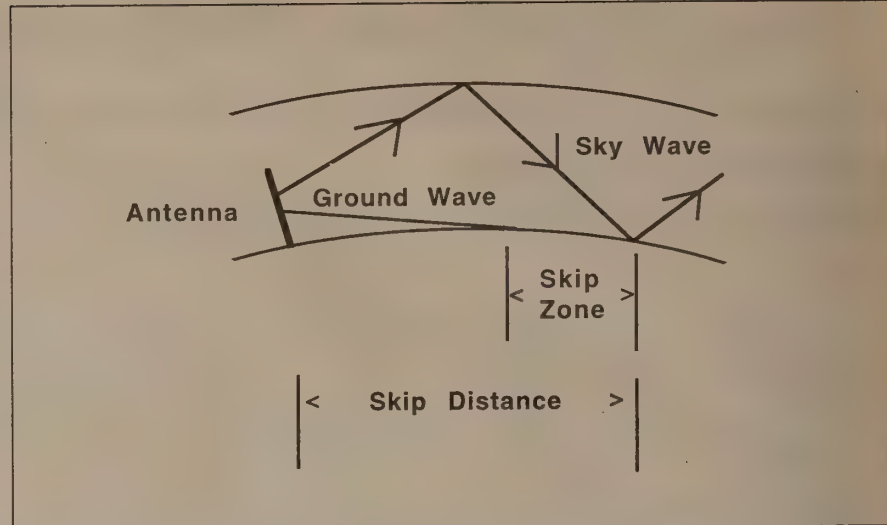 Sky Wave
Ground Wave
Antenna
< Skip >
Zone
< Skip Distance >